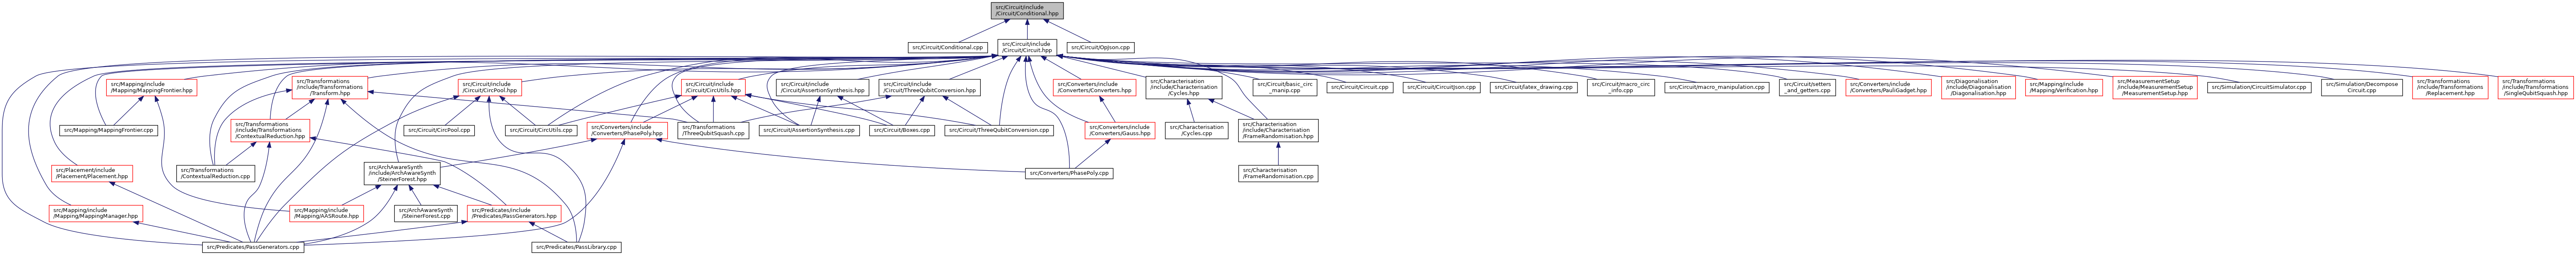 src/Circuit/include
/Circuit/Conditional.hpp
src/Circuit/Conditional.cpp
src/Circuit/include
/Circuit/Circuit.hpp
src/Circuit/OpJson.cpp
src/Mapping/include
/Mapping/MappingFrontier.hpp
src/Transformations
/include/Transformations
/Transform.hpp
src/Circuit/include
/Circuit/CircPool.hpp
src/Circuit/include
/Circuit/CircUtils.hpp
src/Circuit/include
/Circuit/AssertionSynthesis.hpp
src/Circuit/include
/Circuit/ThreeQubitConversion.hpp
src/Converters/include
/Converters/Converters.hpp
src/Characterisation
/include/Characterisation
/Cycles.hpp
src/Circuit/basic_circ
_manip.cpp
src/Circuit/Circuit.cpp
src/Circuit/CircuitJson.cpp
src/Circuit/latex_drawing.cpp
src/Circuit/macro_circ
_info.cpp
src/Circuit/macro_manipulation.cpp
src/Circuit/setters
_and_getters.cpp
src/Converters/include
/Converters/PauliGadget.hpp
src/Diagonalisation
/include/Diagonalisation
/Diagonalisation.hpp
src/Mapping/include
/Mapping/Verification.hpp
src/MeasurementSetup
/include/MeasurementSetup
/MeasurementSetup.hpp
src/Simulation/CircuitSimulator.cpp
src/Simulation/Decompose
Circuit.cpp
src/Transformations
/include/Transformations
/Replacement.hpp
src/Transformations
/include/Transformations
/SingleQubitSquash.hpp
src/Mapping/MappingFrontier.cpp
src/Transformations
/include/Transformations
/ContextualReduction.hpp
src/Circuit/CircPool.cpp
src/Circuit/CircUtils.cpp
src/Converters/include
/Converters/PhasePoly.hpp
src/Transformations
/ThreeQubitSquash.cpp
src/Circuit/AssertionSynthesis.cpp
src/Circuit/Boxes.cpp
src/Circuit/ThreeQubitConversion.cpp
src/Converters/include
/Converters/Gauss.hpp
src/Characterisation
/Cycles.cpp
src/Characterisation
/include/Characterisation
/FrameRandomisation.hpp
src/Placement/include
/Placement/Placement.hpp
src/Transformations
/ContextualReduction.cpp
src/ArchAwareSynth
/include/ArchAwareSynth
/SteinerForest.hpp
src/Converters/PhasePoly.cpp
src/Characterisation
/FrameRandomisation.cpp
src/Mapping/include
/Mapping/MappingManager.hpp
src/Mapping/include
/Mapping/AASRoute.hpp
src/ArchAwareSynth
/SteinerForest.cpp
src/Predicates/include
/Predicates/PassGenerators.hpp
src/Predicates/PassGenerators.cpp
src/Predicates/PassLibrary.cpp